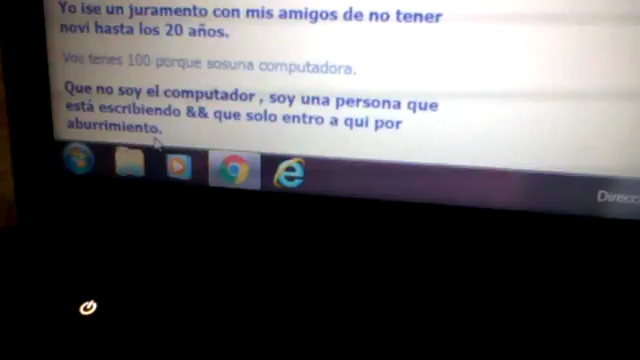 Yo ise un juramento con mis amigos de no tener
novi hasta los 20 años.
Vos tenes 100 porque sosuna computadora.
Que no soy el computador , soy una persona que
está escribiendo && que solo entro a qui por
aburrimiento.
Direcc